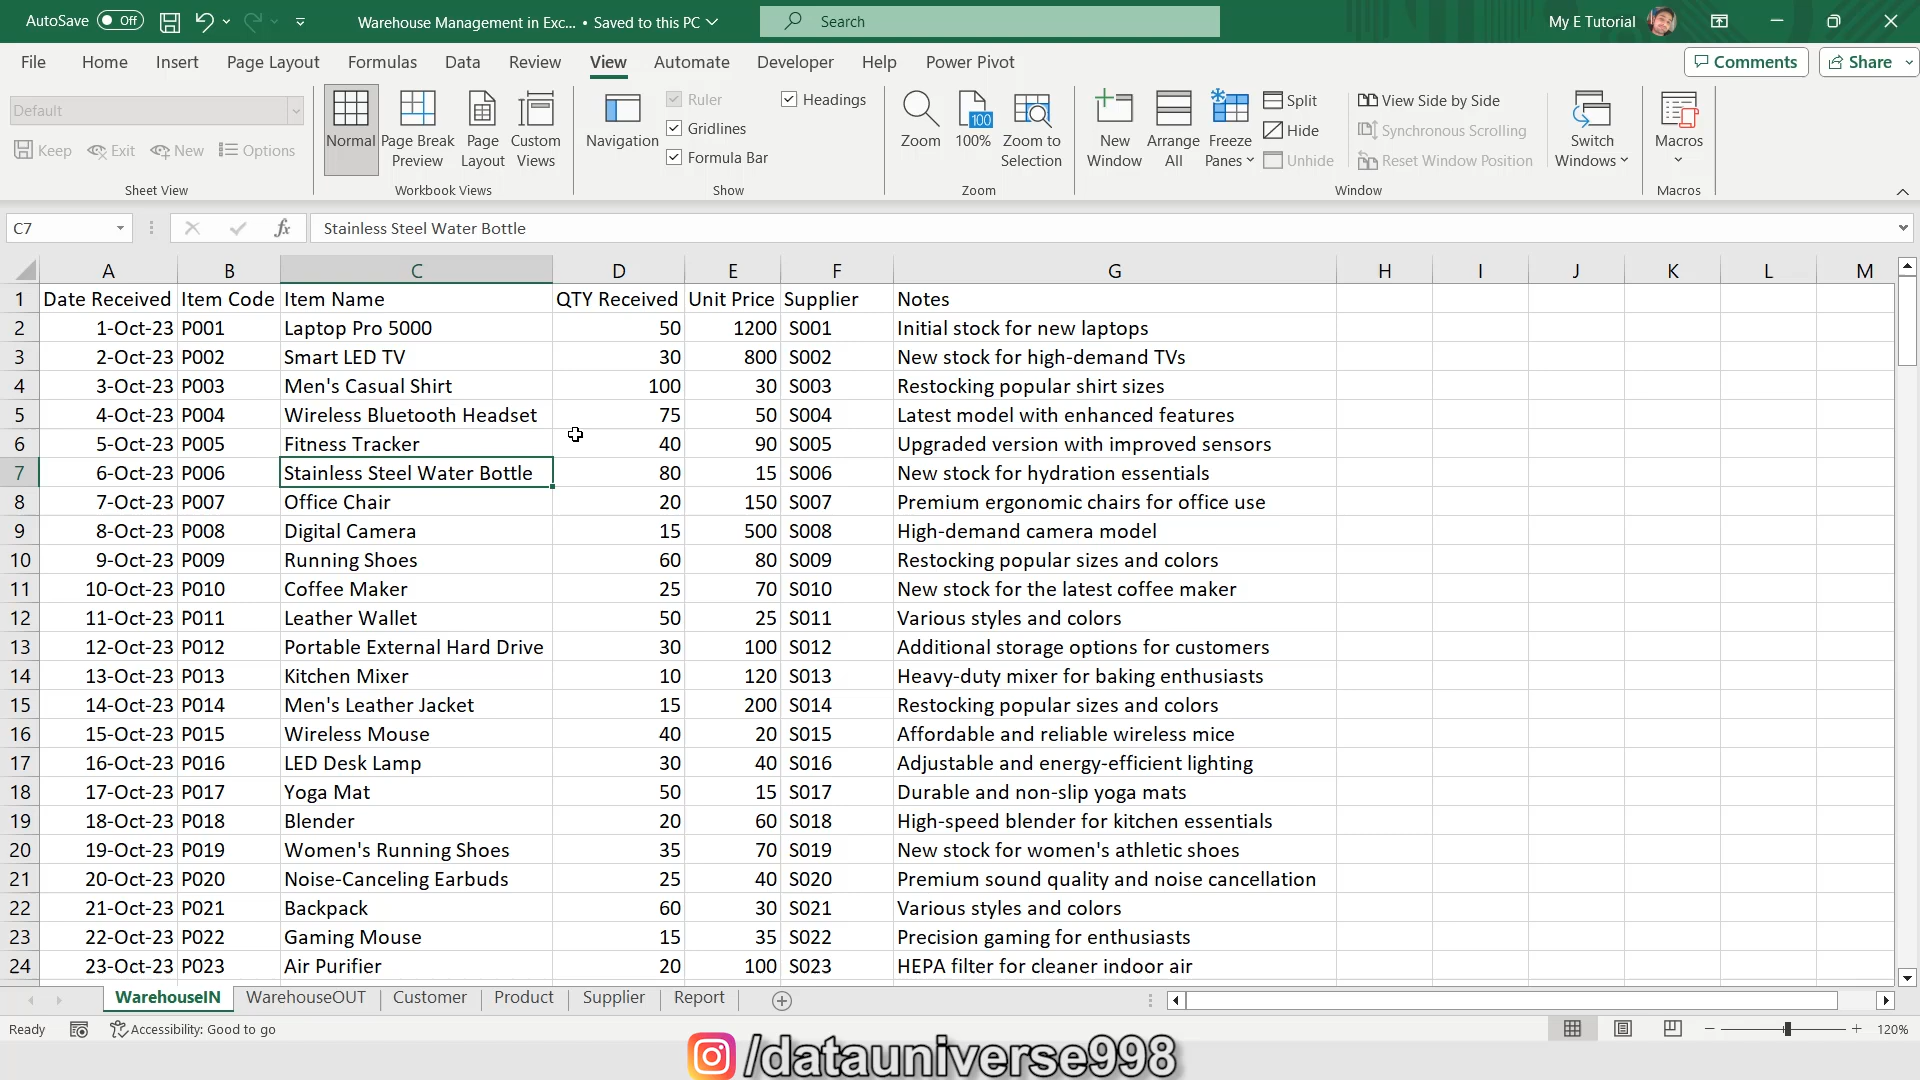 AutoSave Off Warehouse Management in Exc... • Saved to this PC Search My E Tutorial
File Home Insert Page Layout Formulas Data Review View Automate Developer Help Power Pivot Comments Share
Default
Keep Exit New Options
Sheet View
Normal Page Break Preview Page Layout Custom Views
Workbook Views
Navigation
Ruler Headings
Gridlines
Formula Bar
Show
Zoom 100 100% Zoom to Selection
Zoom
New Window Arrange All Freeze Panes
Split
Hide
Unhide
View Side by Side
Synchronous Scrolling
Reset Window Position
Switch Windows
Window
Macros
Macros
C7 fx Stainless Steel Water Bottle
A B C D E F G H I J K L M
1 Date Received Item Code Item Name QTY Received Unit Price Supplier Notes
2 1-Oct-23 P001 Laptop Pro 5000 50 1200 S001 Initial stock for new laptops
3 2-Oct-23 P002 Smart LED TV 30 800 S002 New stock for high-demand TVs
4 3-Oct-23 P003 Men's Casual Shirt 100 30 S003 Restocking popular shirt sizes
5 4-Oct-23 P004 Wireless Bluetooth Headset 75 50 S004 Latest model with enhanced features
6 5-Oct-23 P005 Fitness Tracker 40 90 S005 Upgraded version with improved sensors
7 6-Oct-23 P006 Stainless Steel Water Bottle 80 15 S006 New stock for hydration essentials
8 7-Oct-23 P007 Office Chair 20 150 S007 Premium ergonomic chairs for office use
9 8-Oct-23 P008 Digital Camera 15 500 S008 High-demand camera model
10 9-Oct-23 P009 Running Shoes 60 80 S009 Restocking popular sizes and colors
11 10-Oct-23 P010 Coffee Maker 25 70 S010 New stock for the latest coffee maker
12 11-Oct-23 P011 Leather Wallet 50 25 S011 Various styles and colors
13 12-Oct-23 P012 Portable External Hard Drive 30 100 S012 Additional storage options for customers
14 13-Oct-23 P013 Kitchen Mixer 10 120 S013 Heavy-duty mixer for baking enthusiasts
15 14-Oct-23 P014 Men's Leather Jacket 15 200 S014 Restocking popular sizes and colors
16 15-Oct-23 P015 Wireless Mouse 40 20 S015 Affordable and reliable wireless mice
17 16-Oct-23 P016 LED Desk Lamp 30 40 S016 Adjustable and energy-efficient lighting
18 17-Oct-23 P017 Yoga Mat 50 15 S017 Durable and non-slip yoga mats
19 18-Oct-23 P018 Blender 20 60 S018 High-speed blender for kitchen essentials
20 19-Oct-23 P019 Women's Running Shoes 35 70 S019 New stock for women's athletic shoes
21 20-Oct-23 P020 Noise-Canceling Earbuds 25 40 S020 Premium sound quality and noise cancellation
22 21-Oct-23 P021 Backpack 60 30 S021 Various styles and colors
23 22-Oct-23 P022 Gaming Mouse 15 35 S022 Precision gaming for enthusiasts
24 23-Oct-23 P023 Air Purifier 20 100 S023 HEPA filter for cleaner indoor air
WarehouseIN WarehouseOUT Customer Product Supplier Report
Ready Accessibility: Good to go 120%
/datauniverse998